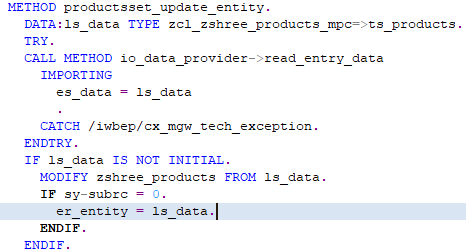 METHOD productsset_update_entity.
DATA:ls_data TYPE zcl_zshree_products_mpc=>ts_products.
TRY.
CALL METHOD io_data_provider->read_entry_data
IMPORTING
es_data = ls_data
.
CATCH /iwbep/cx_mgw_tech_exception.
ENDTRY.
IF ls_data IS NOT INITIAL.
MODIFY zshree_products FROM ls_data.
IF sy-subrc = 0.
er_entity = ls_data.
ENDIF.
ENDIF.